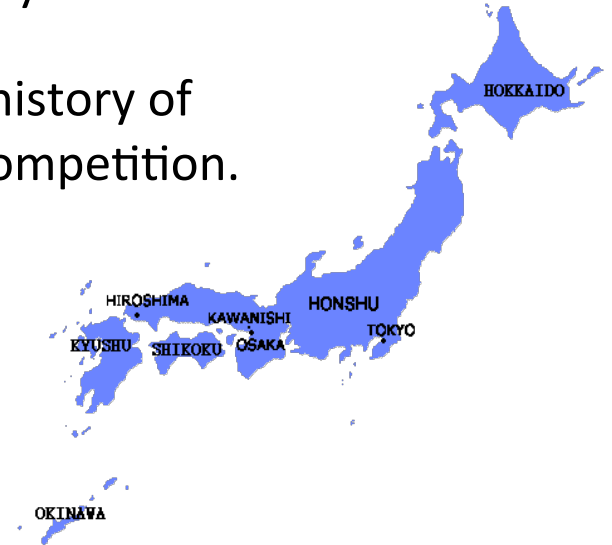 y
history of
ompetition.
HOKKAIDO
HIROSHIMA
HONSHU
KAWANISHI
TOKYO
KYUSHU
SHIKOKU
OSAKA
OKINAWA